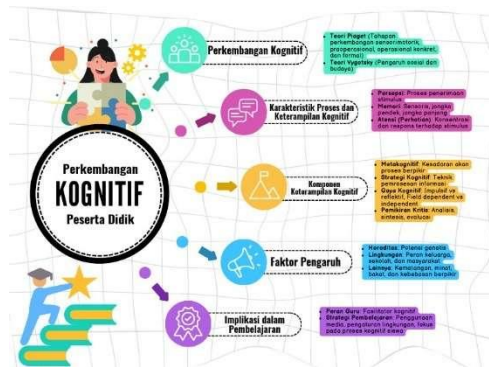 Perkembangan
KOGNITIF
Peserta Didik
Perkembangan Kognitif
• Teori Piaget (Tahapan
perkembangan sensorimotorik,
praoperasional, operasional konkret,
dan formal)
• Teori Vygotsky (Pengaruh sosial dan
budaya)
Karakteristik Proses dan
Keterampilan Kognitif
• Persepsi: Proses penerimaan
stimulus
• Memori: Sensoris, jangka
pendek, jangka panjang
• Atensi (Perhatian): Konsentrasi
dan respons terhadap stimulus
Komponen
Keterampilan Kognitif
• Metakognitif: Kesadaran akan
proses berpikir
• Strategi Kognitif: Teknik
pemrosesan informasi
• Gaya Kognitif: Impulsif vs
reflektif, Field dependent vs
independent
• Pemikiran Kritis: Analisis,
sintesis, evaluasi
Faktor Pengaruh
• Hereditas: Potensi genetis
• Lingkungan: Peran keluarga,
sekolah, dan masyarakat
• Lainnya: Kematangan, minat,
bakat, dan kebebasan berpikir
Implikasi dalam
Pembelajaran
• Peran Guru: Fasilitator kognitif
• Strategi Pembelajaran: Penggunaan
media, pengaturan lingkungan, fokus
pada proses kognitif siswa